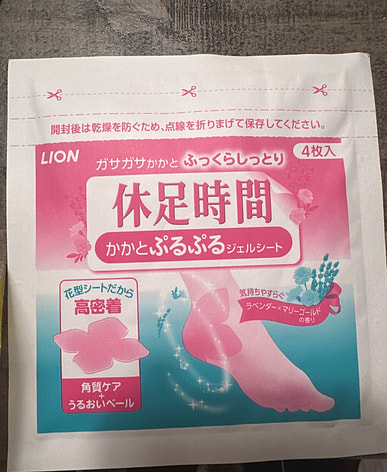 開封後は乾燥を防ぐため、点線を折りまげて保存してください。
LION
ガサガサかかと ふっくらしっとり
4枚入
休足時間
かかとぷるぷるジェルシート
花型シートだから
高密着
角質ケア
+
うるおいベール
気持ちやすらぐ
ラベンダー×マリーゴールド
の香り